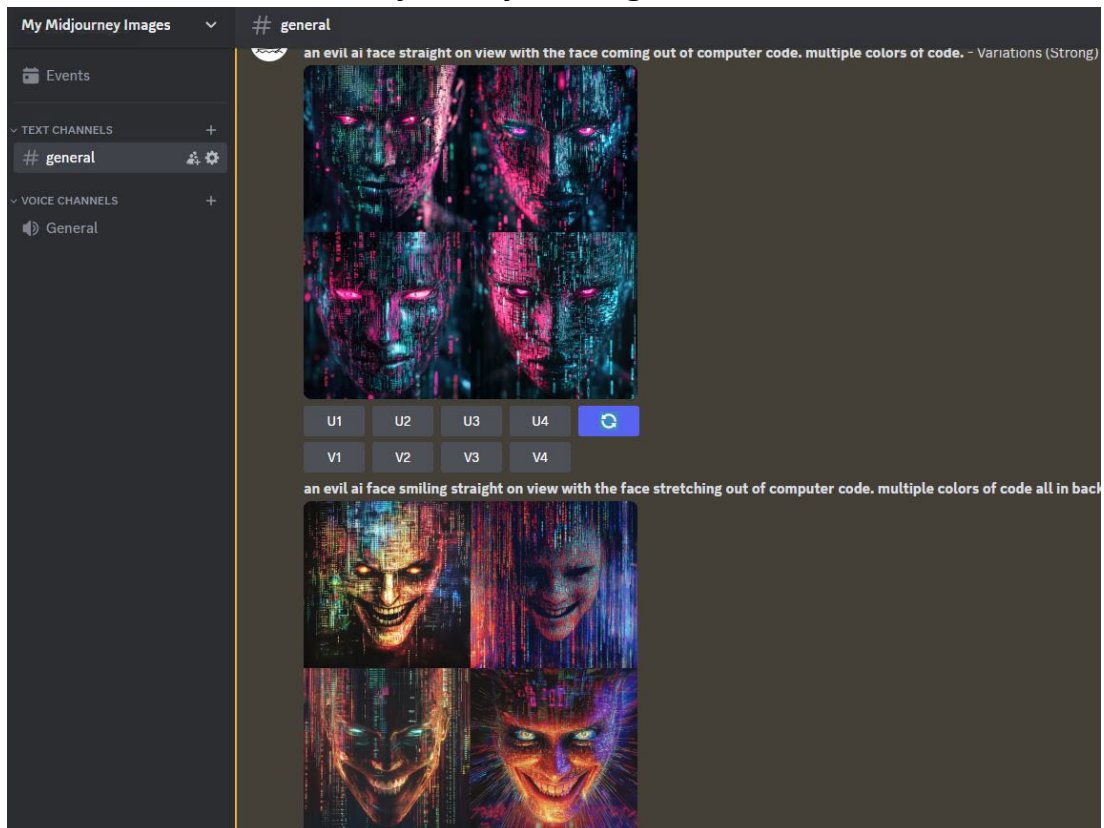 My Midjourney Images
# general
Events
TEXT CHANNELS
# general
VOICE CHANNELS
General
an evil ai face straight on view with the face coming out of computer code. multiple colors of code. - Variations (Strong)
U1 U2 U3 U4
V1 V2 V3 V4
an evil ai face smiling straight on view with the face stretching out of computer code. multiple colors of code all in back